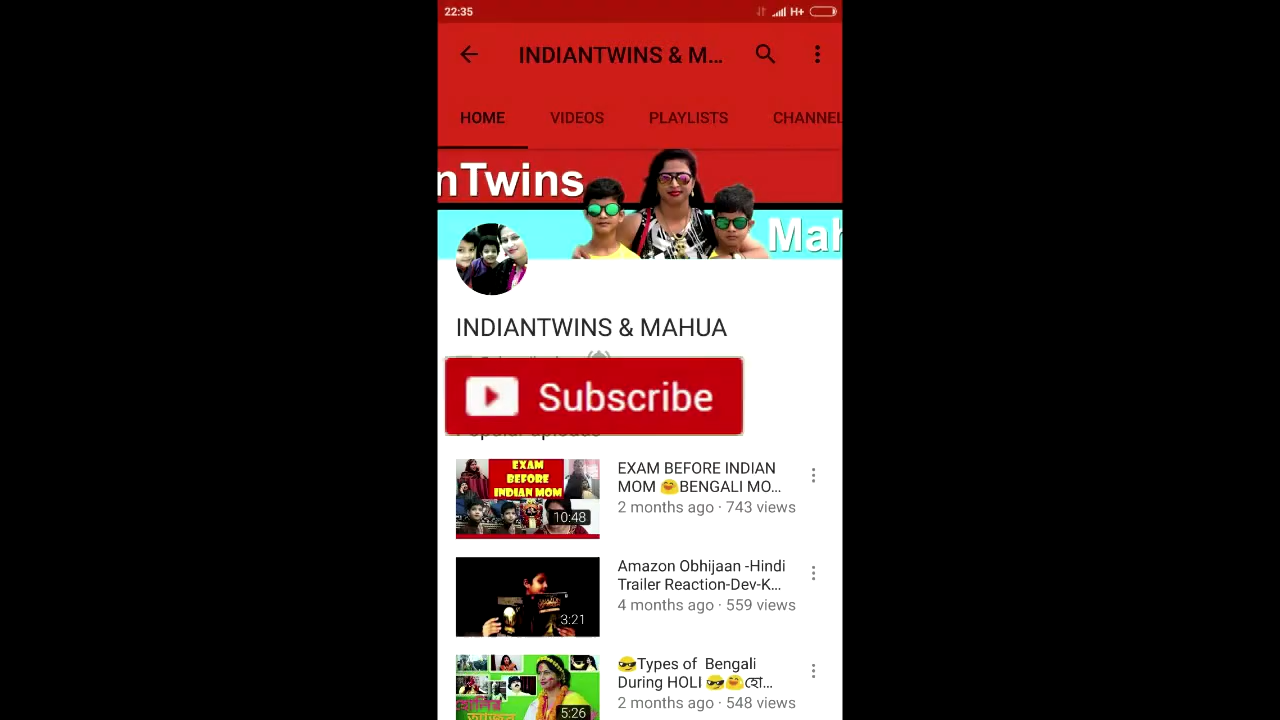 22:35
H+
INDIANTWINS & M...
HOME VIDEOS PLAYLISTS CHANNEL
nTwins
Mah
INDIANTWINS & MAHUA
Subscribe
Popular uploads
EXAM
BEFORE
INDIAN MOM
10:48
EXAM BEFORE INDIAN
MOM 😄BENGALI MO...
2 months ago · 743 views
3:21
Amazon Obhijaan -Hindi
Trailer Reaction-Dev-K...
4 months ago · 559 views
5:26
😎Types of Bengali
During HOLI 😎😄হো...
2 months ago · 548 views